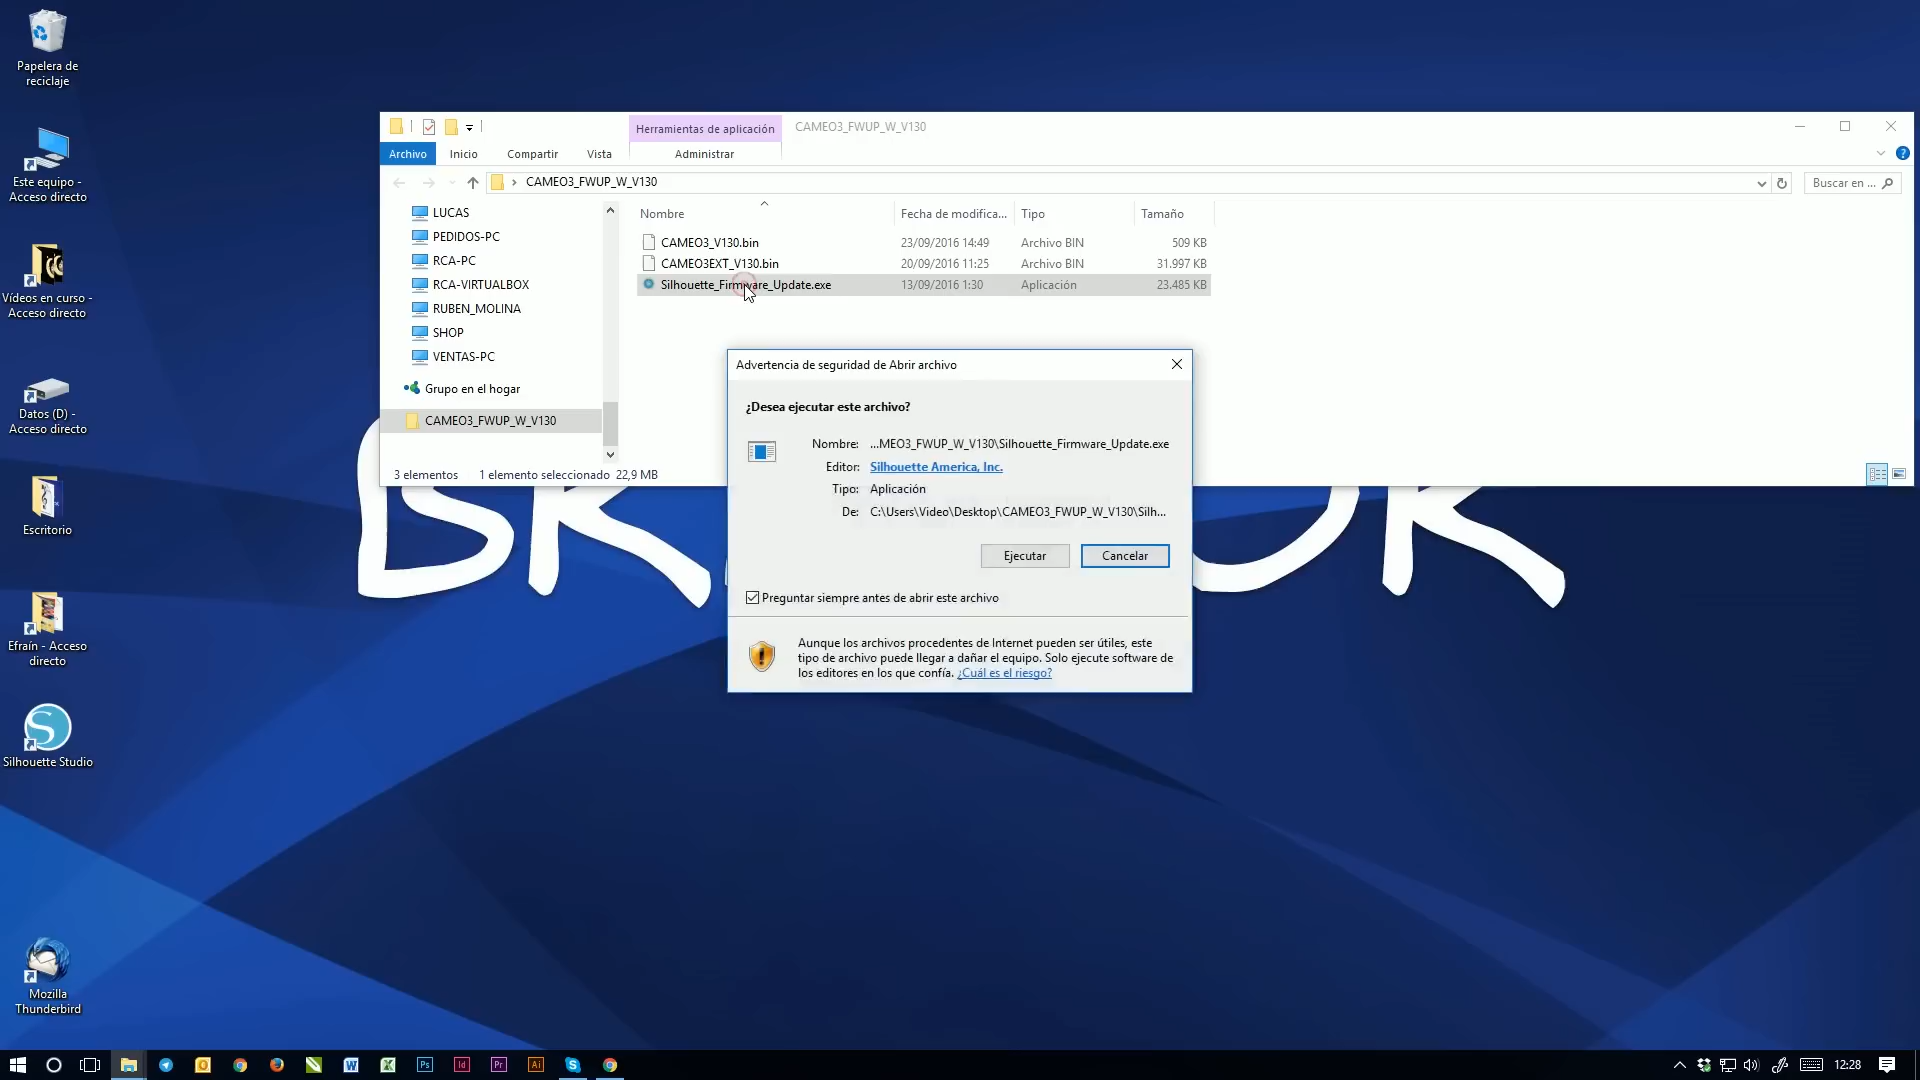 Papelera de
reciclaje
Este equipo -
Acceso directo
Vídeos en curso -
Acceso directo
Datos (D) -
Acceso directo
Escritorio
Efraín - Acceso
directo
Silhouette Studio
Mozilla
Thunderbird
Herramientas de aplicación
CAMEO3_FWUP_W_V130
Archivo
Inicio
Compartir
Vista
Administrar
CAMEO3_FWUP_W_V130
Buscar en ...
LUCAS
PEDIDOS-PC
RCA-PC
RCA-VIRTUALBOX
RUBEN_MOLINA
SHOP
VENTAS-PC
Grupo en el hogar
CAMEO3_FWUP_W_V130
Nombre Fecha de modifica... Tipo Tamaño
CAMEO3_V130.bin 23/09/2016 14:49 Archivo BIN 509 KB
CAMEO3EXT_V130.bin 20/09/2016 11:25 Archivo BIN 31.997 KB
Silhouette_Firmware_Update.exe 13/09/2016 1:30 Aplicación 23.485 KB
3 elementos 1 elemento seleccionado 22,9 MB
Advertencia de seguridad de Abrir archivo
¿Desea ejecutar este archivo?
Nombre: ...MEO3_FWUP_W_V130\Silhouette_Firmware_Update.exe
Editor: Silhouette America, Inc.
Tipo: Aplicación
De: C:\Users\Video\Desktop\CAMEO3_FWUP_W_V130\Silh...
Ejecutar
Cancelar
Preguntar siempre antes de abrir este archivo
Aunque los archivos procedentes de Internet pueden ser útiles, este
tipo de archivo puede llegar a dañar el equipo. Solo ejecute software de
los editores en los que confía. ¿Cuál es el riesgo?
12:28